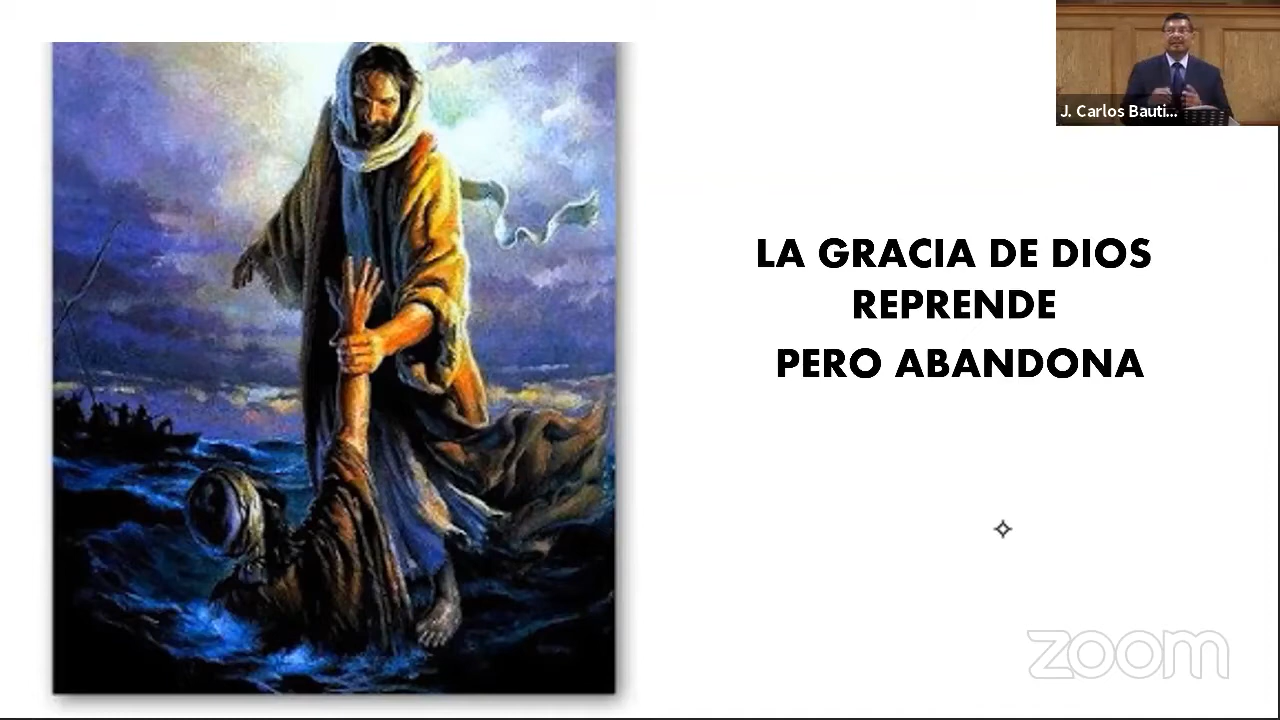 J. Carlos Bauti...
LA GRACIA DE DIOS
REPRENDE
PERO ABANDONA
zoom